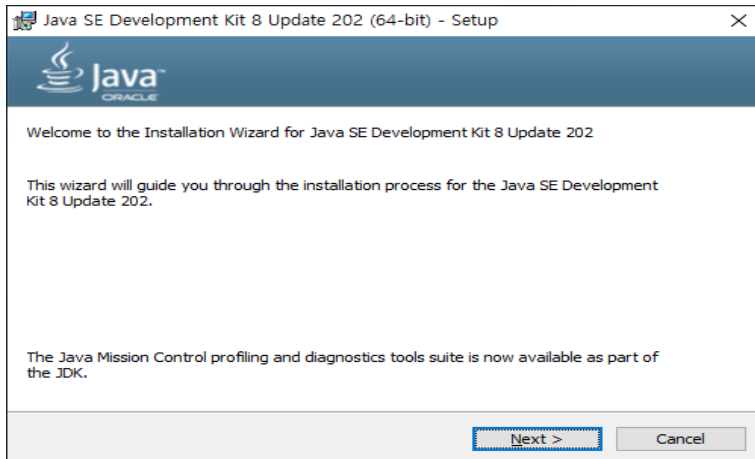 Java SE Development Kit 8 Update 202 (64-bit) - Setup
Java™
ORACLE
Welcome to the Installation Wizard for Java SE Development Kit 8 Update 202
This wizard will guide you through the installation process for the Java SE Development
Kit 8 Update 202.
The Java Mission Control profiling and diagnostics tools suite is now available as part of
the JDK.
Next >
Cancel